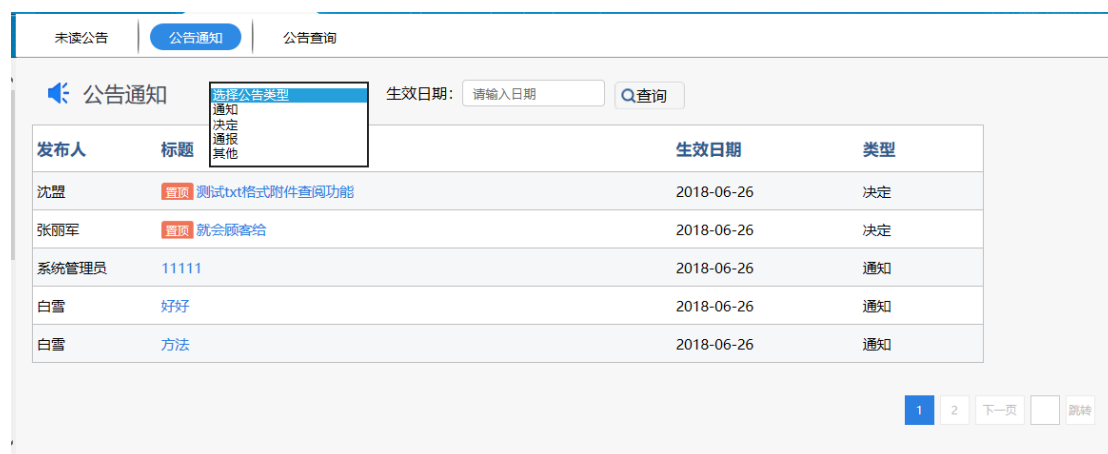 未读公告 公告通知 公告查询
公告通知 选择公告类型 生效日期： 请输入日期 查询
通知
决定
通报
其他
发布人 标题 生效日期 类型
沈盟 置顶 测试txt格式附件查阅功能 2018-06-26 决定
张丽军 置顶 就会顾客给 2018-06-26 决定
系统管理员 11111 2018-06-26 通知
白雪 好好 2018-06-26 通知
白雪 方法 2018-06-26 通知
1 2 下一页 跳转